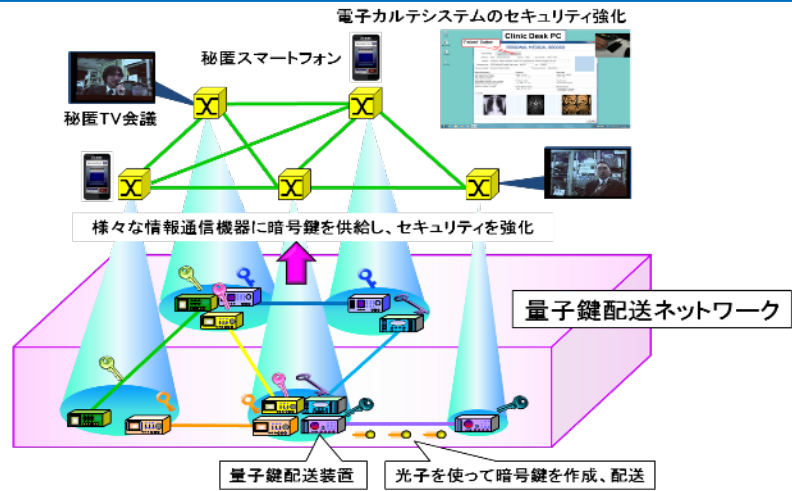 電子カルテシステムのセキュリティ強化
Clinic Desk PC
秘匿スマートフォン
秘匿TV会議
様々な情報通信機器に暗号鍵を供給し、セキュリティを強化
量子鍵配送ネットワーク
量子鍵配送装置
光子を使って暗号鍵を作成、配送